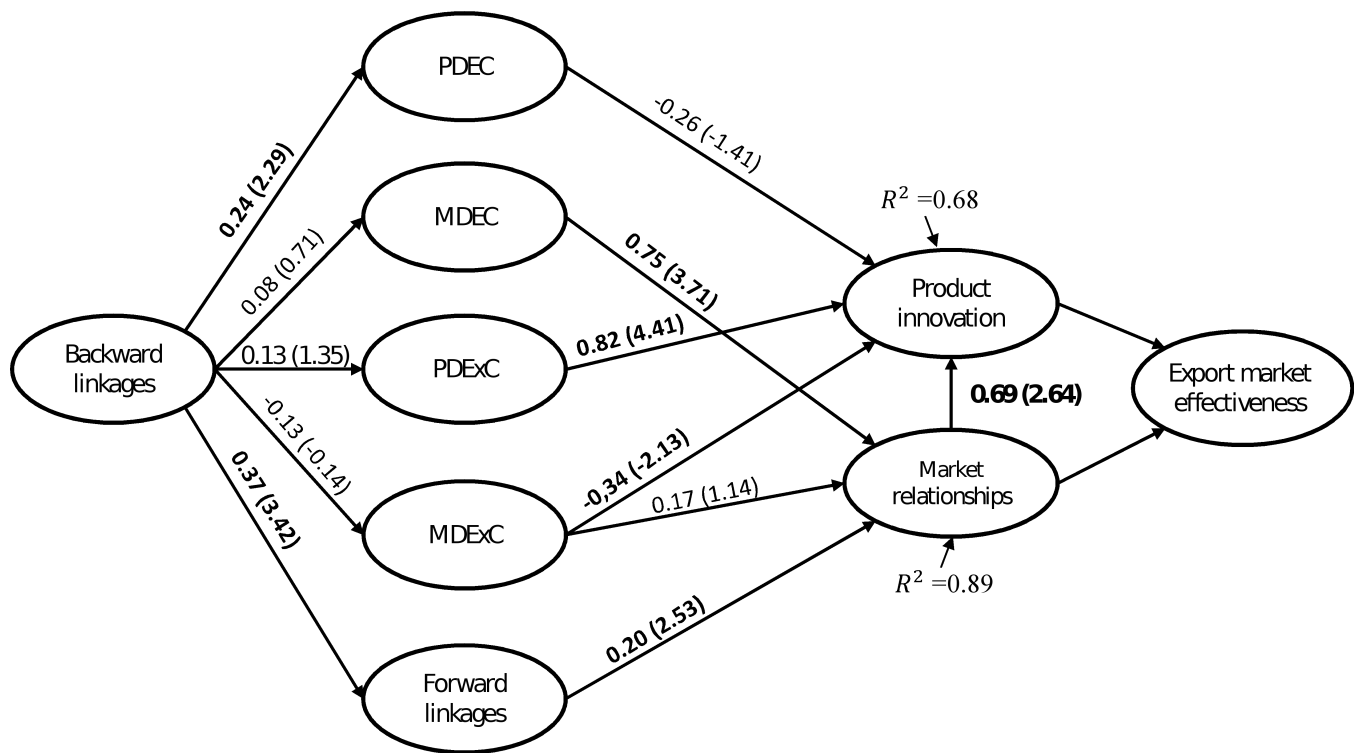 PDEC
-0.26 (-1.41)
0.24 (2.29)
MDEC
R² =0.68
0.08 (0.71)
0.75 (3.71)
Product
innovation
Backward
linkages
0.13 (1.35)
PDExC
0.82 (4.41)
Export market
effectiveness
0.69 (2.64)
-0.13 (-0.14)
0.37 (3.42)
MDExC
-0,34 (-2.13)
0.17 (1.14)
Market
relationships
R² =0.89
0.20 (2.53)
Forward
linkages